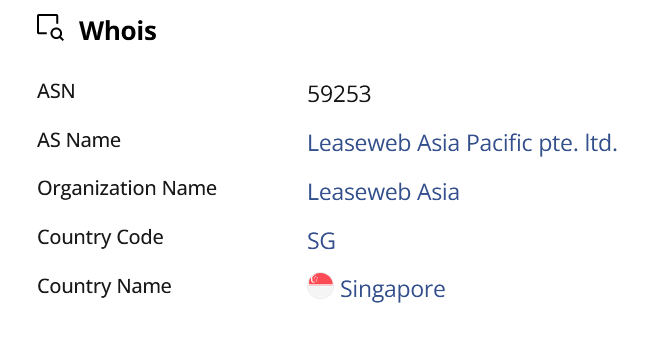 Whois
ASN 59253
AS Name Leaseweb Asia Pacific pte. ltd.
Organization Name Leaseweb Asia
Country Code SG
Country Name Singapore